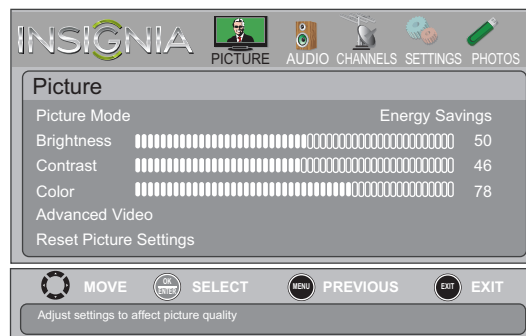 INSIGNIA
PICTURE AUDIO CHANNELS SETTINGS PHOTOS
Picture
Picture Mode Energy Savings
Brightness 50
Contrast 46
Color 78
Advanced Video
Reset Picture Settings
MOVE OK ENTER SELECT MENU PREVIOUS EXIT EXIT
Adjust settings to affect picture quality